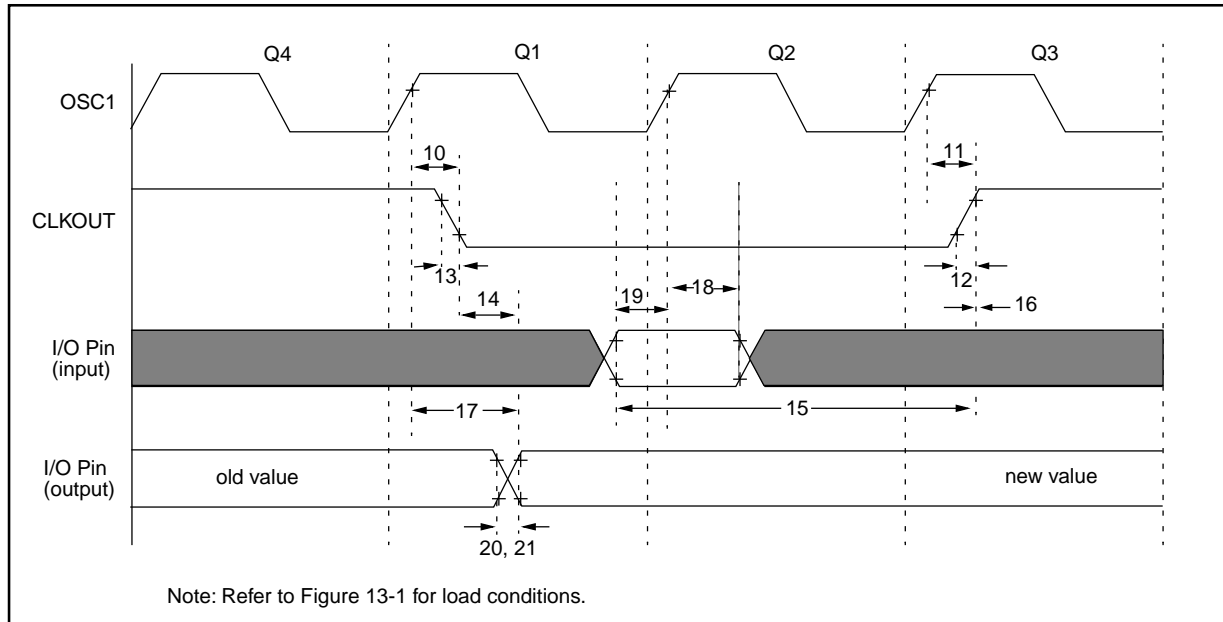 Q4 Q1 Q2 Q3
OSC1
10 11
CLKOUT
13 12
19 18
14 16
I/O Pin
(input)
17 15
I/O Pin
(output)
old value new value
20, 21
Note: Refer to Figure 13-1 for load conditions.